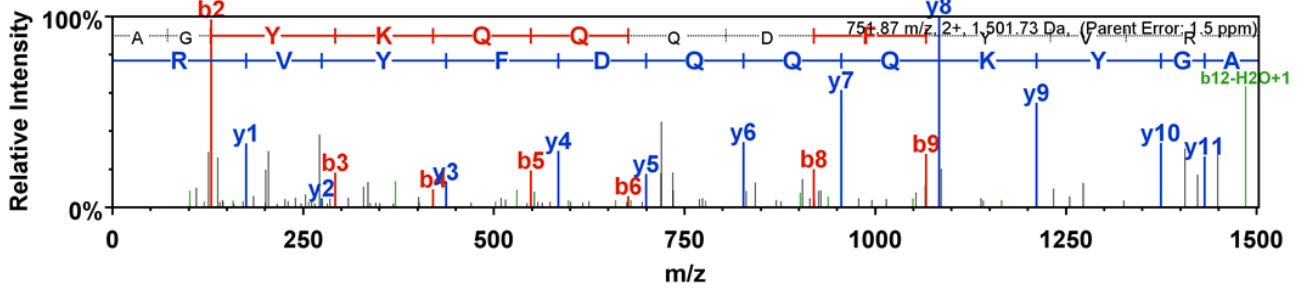 b2 y8
100%
751.87 m/z, 2+, 1,501.73 Da, (Parent Error: 1.5 ppm)
A G Y K Q Q Q D F Y V R
R V Y F D Q Q Q K Y G A
b12-H2O+1
y7
y9
y1 y4 y6 y10
b3 b5 b9 y11
y2 b4 y3 b6 y5 b8
0%
0 250 500 750 1000 1250 1500
m/z
Relative Intensity